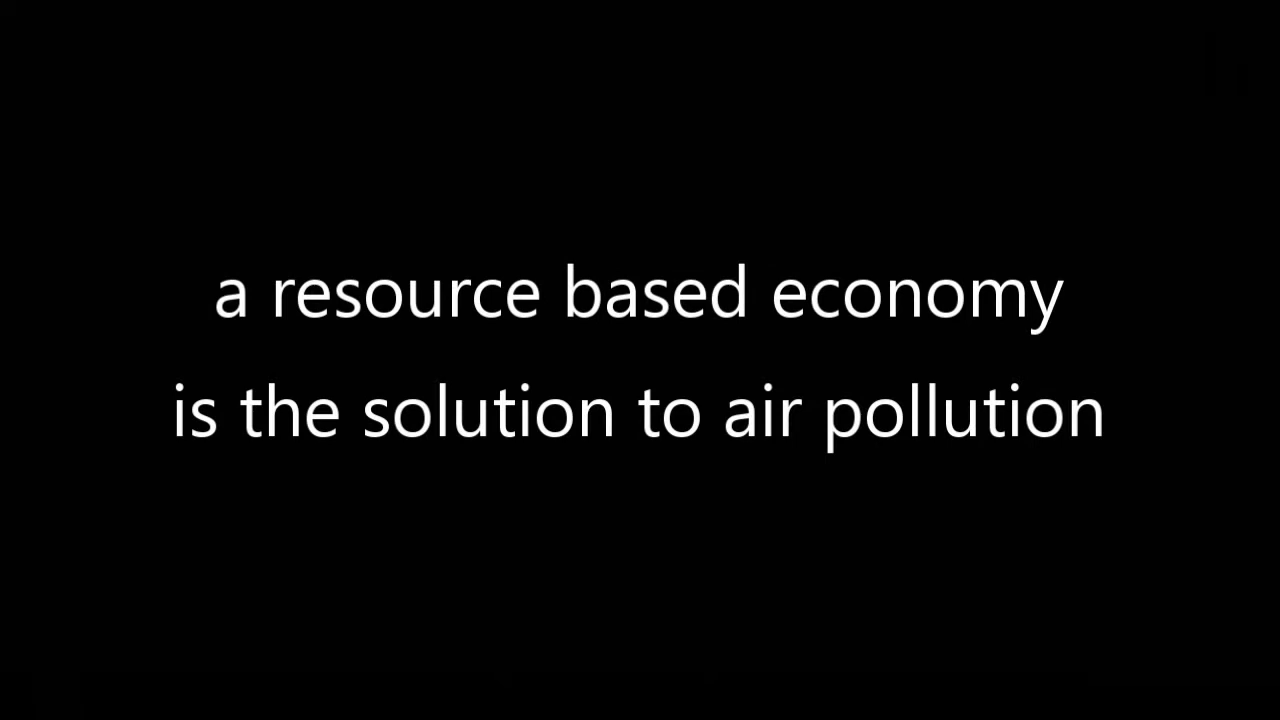 a resource based economy
is the solution to air pollution